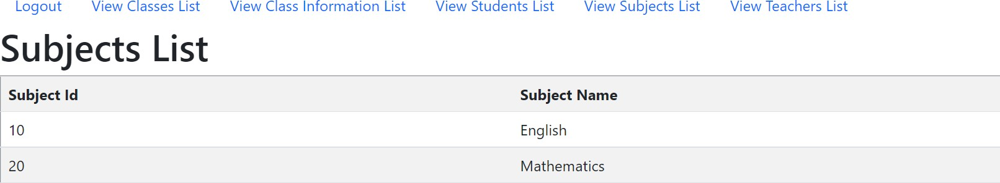 Logout View Classes List View Class Information List View Students List View Subjects List View Teachers List
Subjects List
Subject Id Subject Name
10 English
20 Mathematics